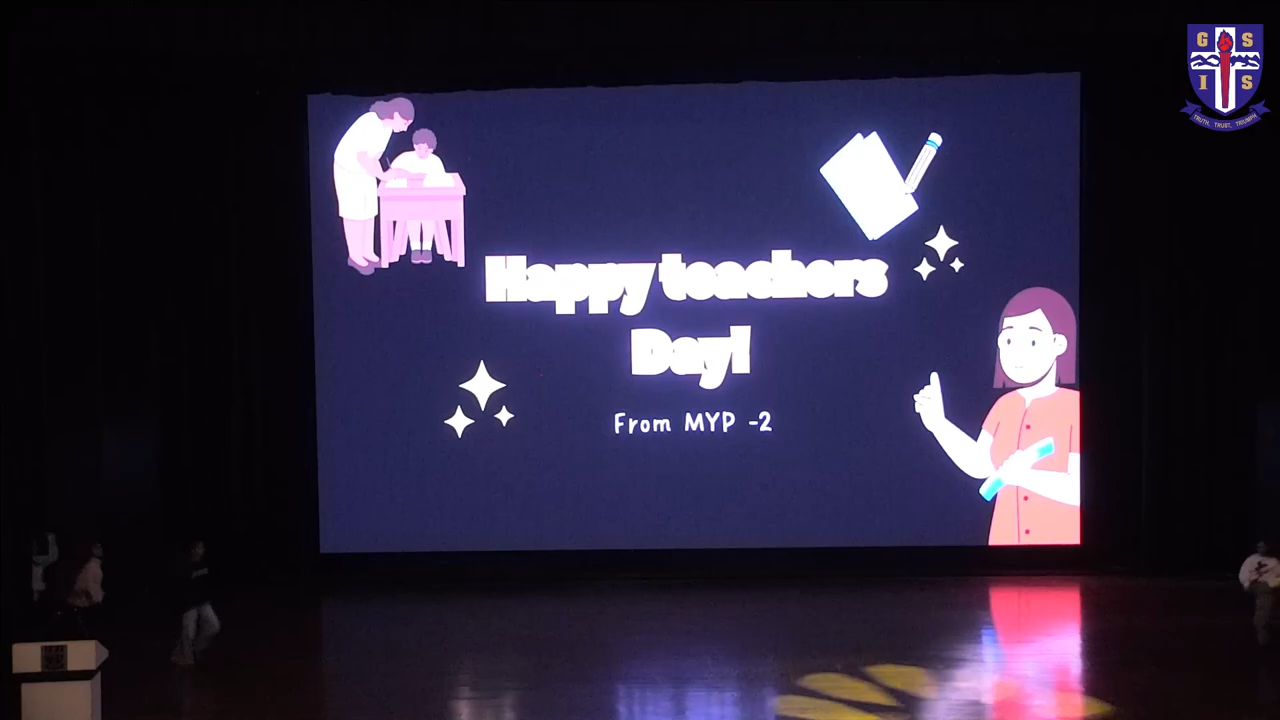 Happy teachers
Day!
From MYP -2
G S
I S
TRUTH, TRUST, TRIUMPH